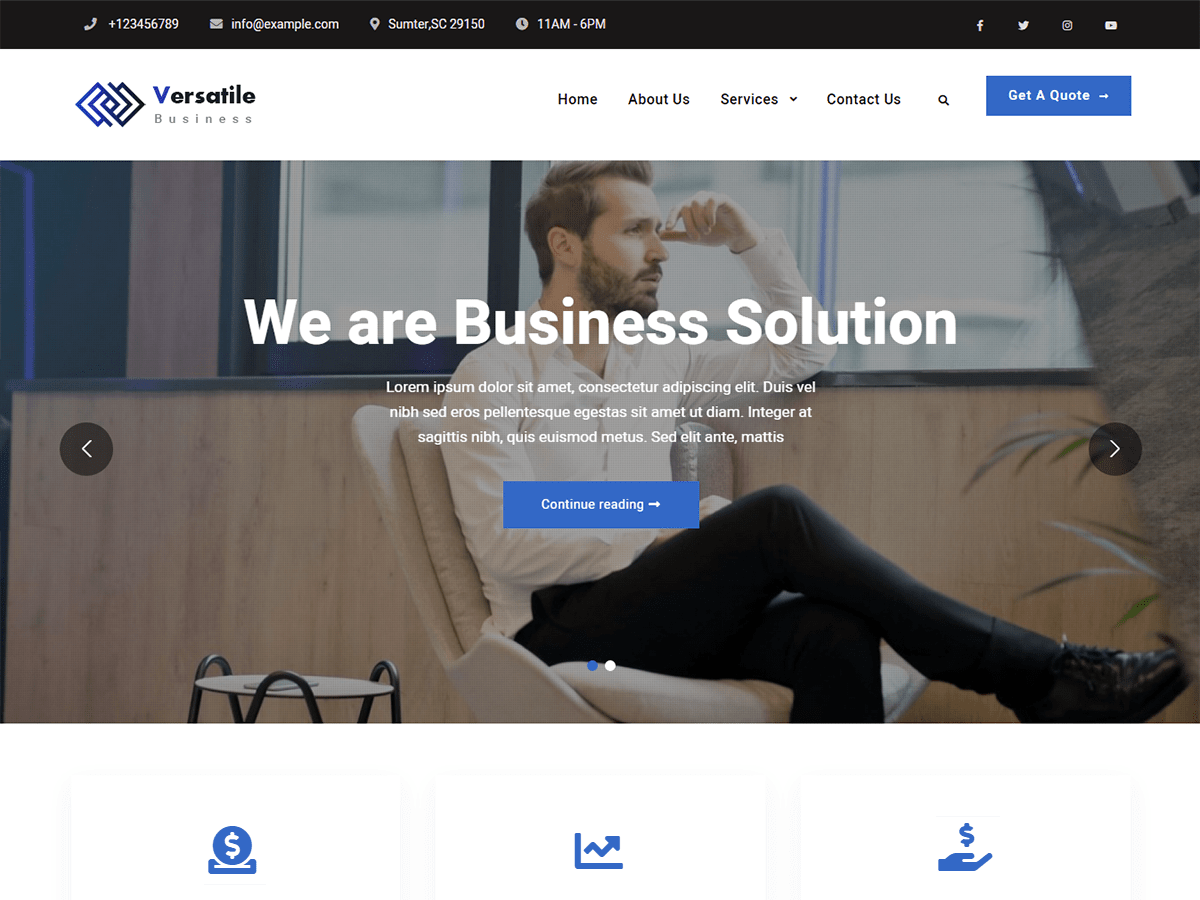 +123456789 info@example.com Sumter,SC 29150 11AM - 6PM
Versatile
Business
Home About Us Services Contact Us Get A Quote →
We are Business Solution
Lorem ipsum dolor sit amet, consectetur adipiscing elit. Duis vel
nibh sed eros pellentesque egestas sit amet ut diam. Integer at
sagittis nibh, quis euismod metus. Sed elit ante, mattis
Continue reading →